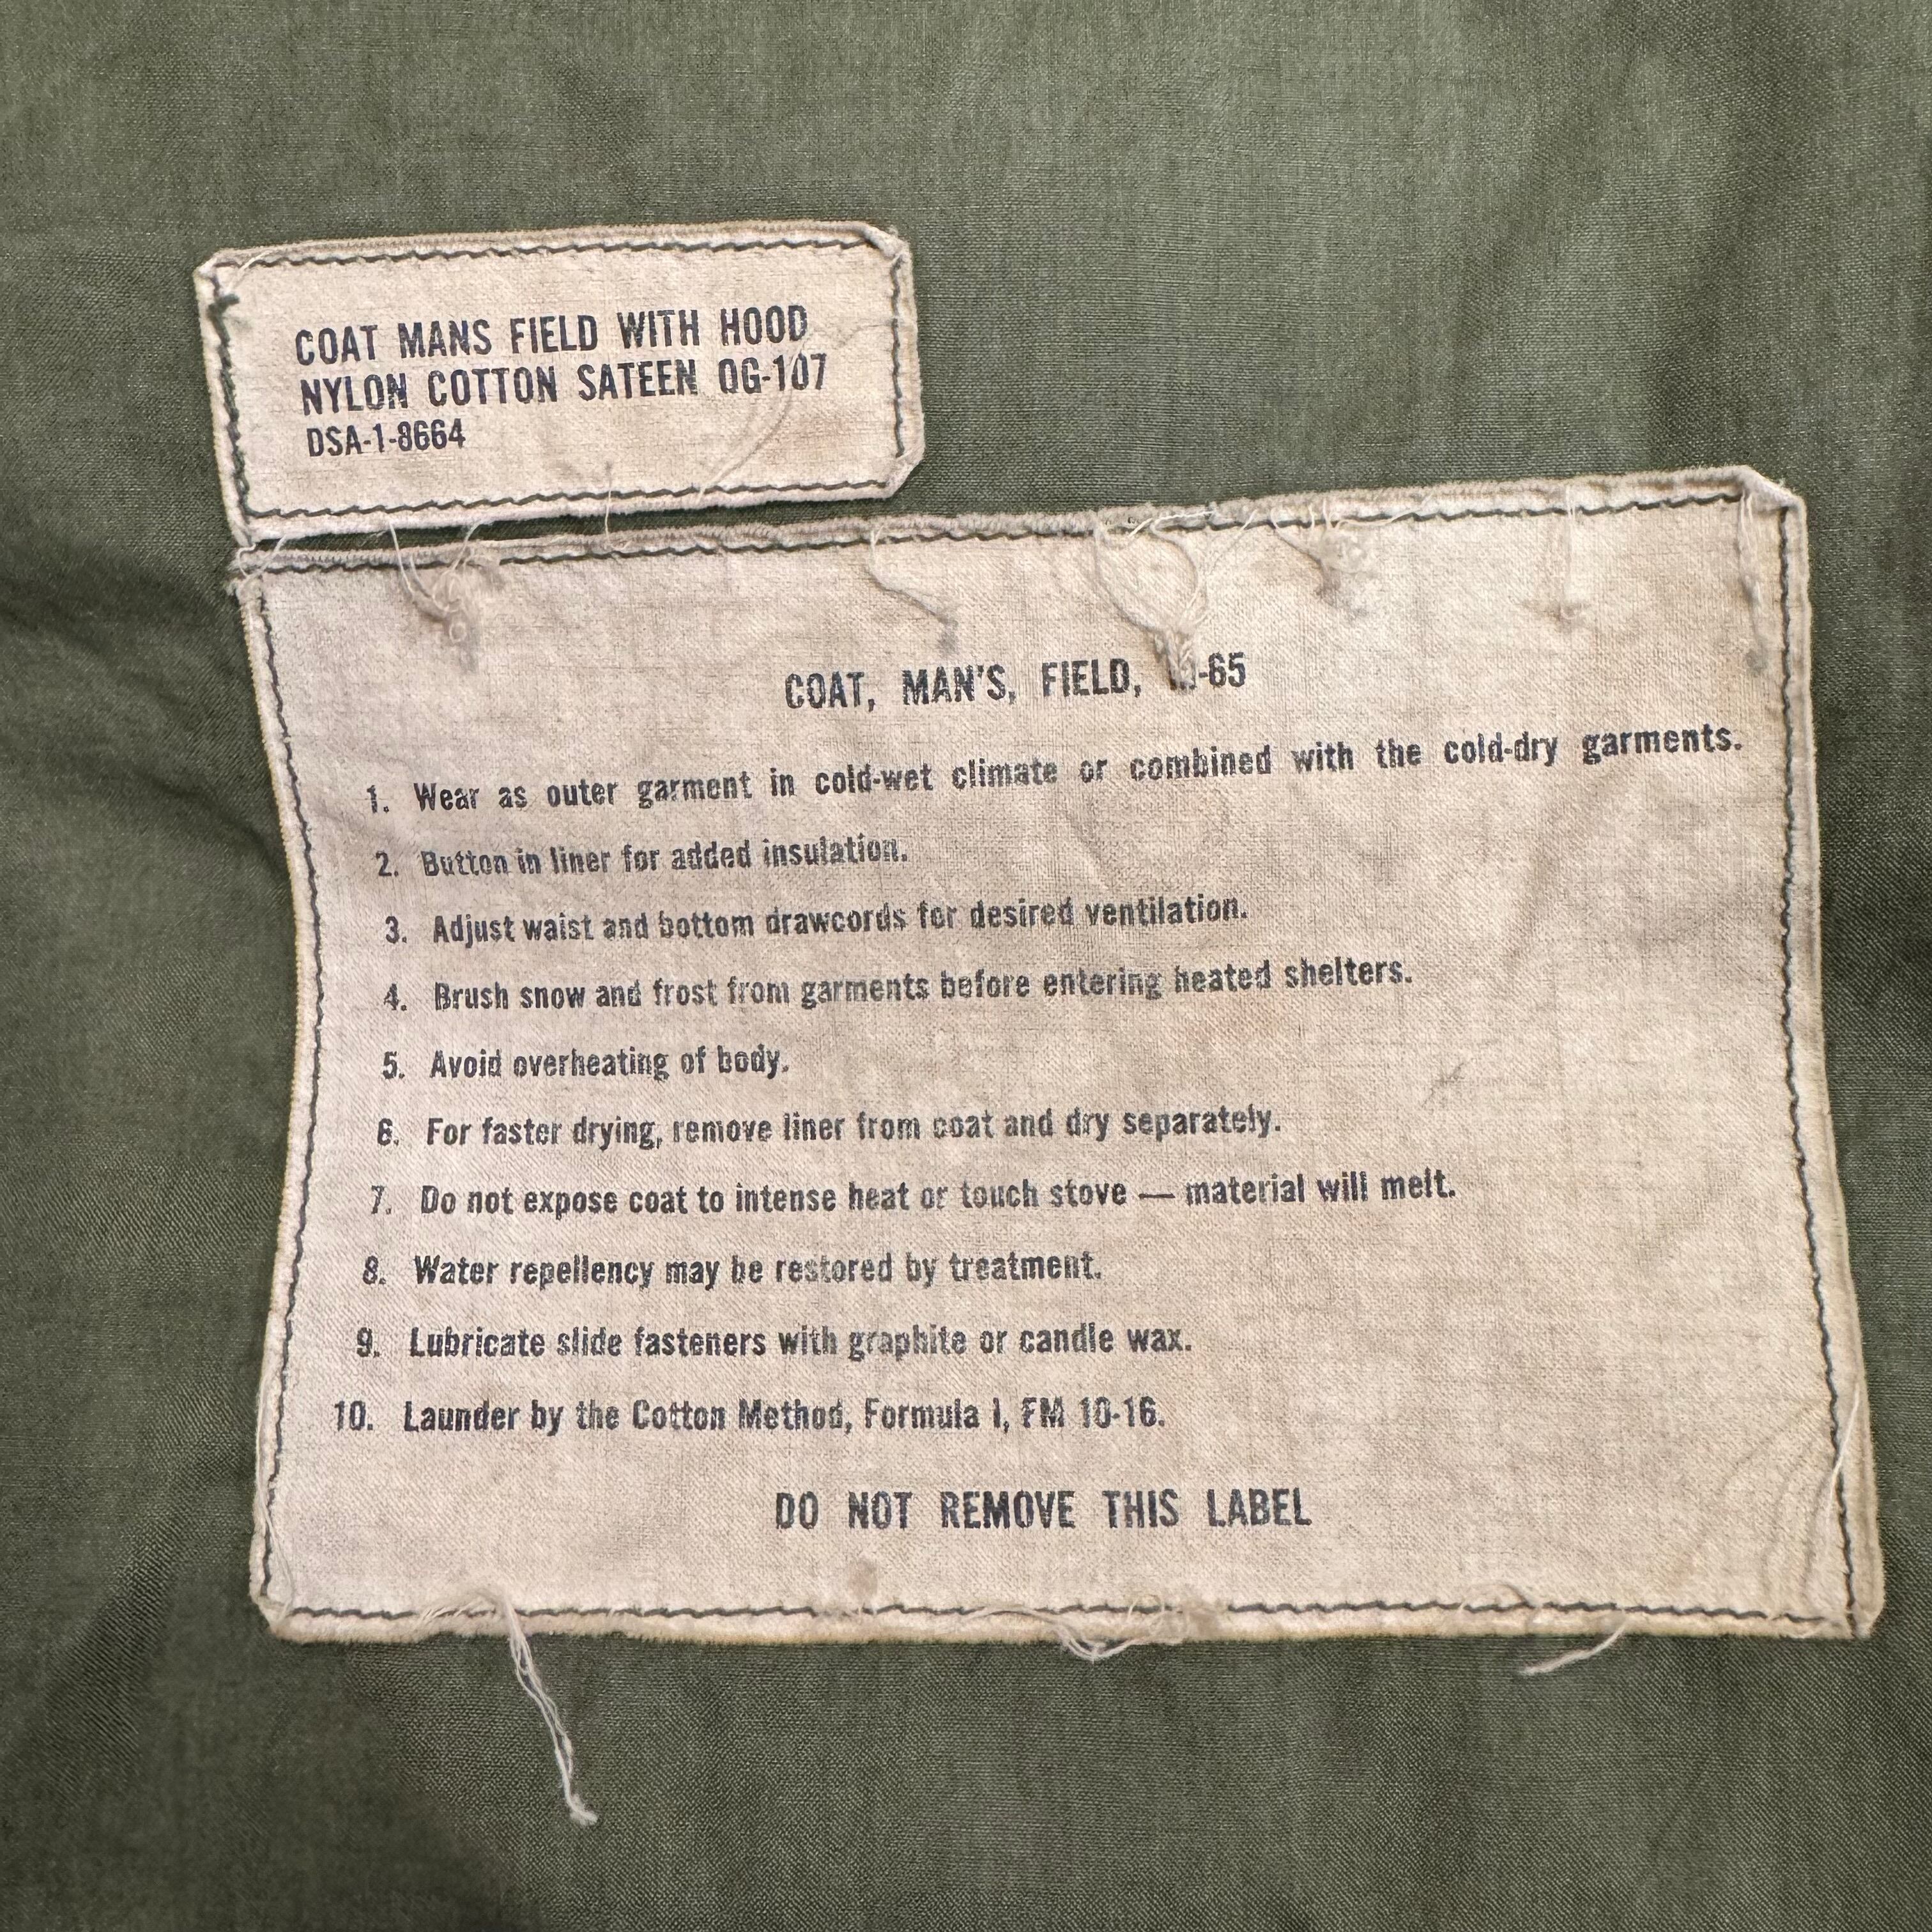 COAT MANS FIELD WITH HOOD
NYLON COTTON SATEEN OG-107
DSA-1-8664
COAT, MAN'S, FIELD, M-65
1. Wear as outer garment in cold-wet climate or combined with the cold-dry garments.
2. Button in liner for added insulation.
3. Adjust waist and bottom drawcords for desired ventilation.
4. Brush snow and frost from garments before entering heated shelters.
5. Avoid overheating of body.
6. For faster drying, remove liner from coat and dry separately.
7. Do not expose coat to intense heat or touch stove — material will melt.
8. Water repellency may be restored by treatment.
9. Lubricate slide fasteners with graphite or candle wax.
10. Launder by the Cotton Method, Formula I, FM 10-16.
DO NOT REMOVE THIS LABEL